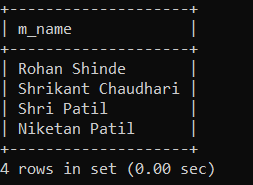 +--------------------+
| m_name             |
+--------------------+
| Rohan Shinde       |
| Shrikant Chaudhari |
| Shri Patil         |
| Niketan Patil      |
+--------------------+
4 rows in set (0.00 sec)